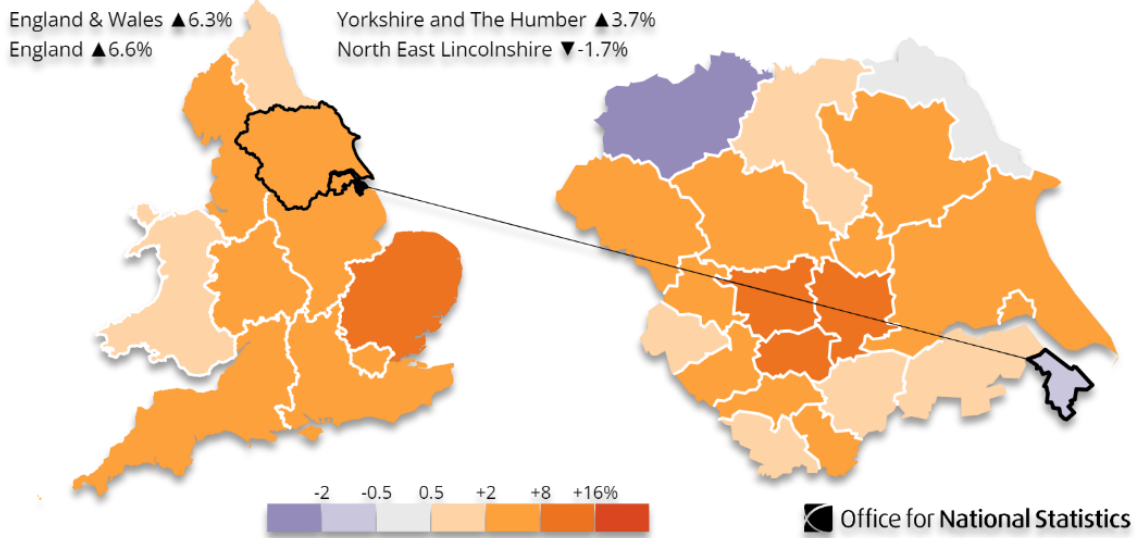 England & Wales ▲6.3%
England ▲6.6%
Yorkshire and The Humber ▲3.7%
North East Lincolnshire ▼-1.7%
-2 -0.5 0.5 +2 +8 +16%
Office for National Statistics